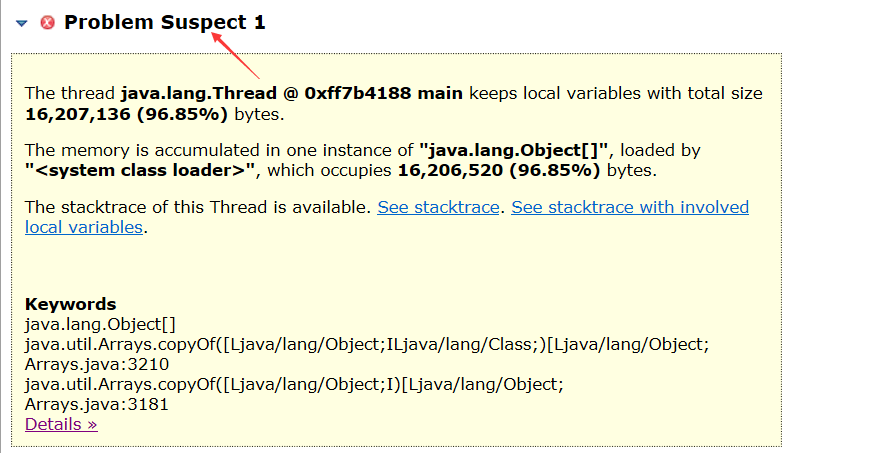 Problem Suspect 1
The thread java.lang.Thread @ 0xff7b4188 main keeps local variables with total size
16,207,136 (96.85%) bytes.
The memory is accumulated in one instance of "java.lang.Object[]", loaded by
"<system class loader>", which occupies 16,206,520 (96.85%) bytes.
The stacktrace of this Thread is available. See stacktrace. See stacktrace with involved
local variables.
Keywords
java.lang.Object[]
java.util.Arrays.copyOf([Ljava/lang/Object;ILjava/lang/Class;)[Ljava/lang/Object;
Arrays.java:3210
java.util.Arrays.copyOf([Ljava/lang/Object;I)[Ljava/lang/Object;
Arrays.java:3181
Details »